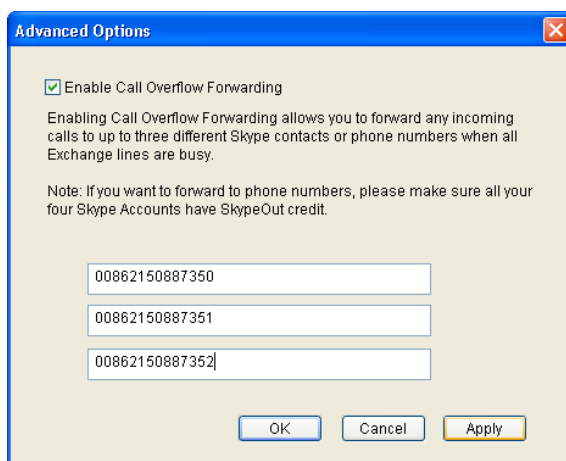 Advanced Options
Enable Call Overflow Forwarding
Enabling Call Overflow Forwarding allows you to forward any incoming
calls to up to three different Skype contacts or phone numbers when all
Exchange lines are busy.
Note: If you want to forward to phone numbers, please make sure all your
four Skype Accounts have SkypeOut credit.
00862150887350
00862150887351
00862150887352
OK Cancel Apply